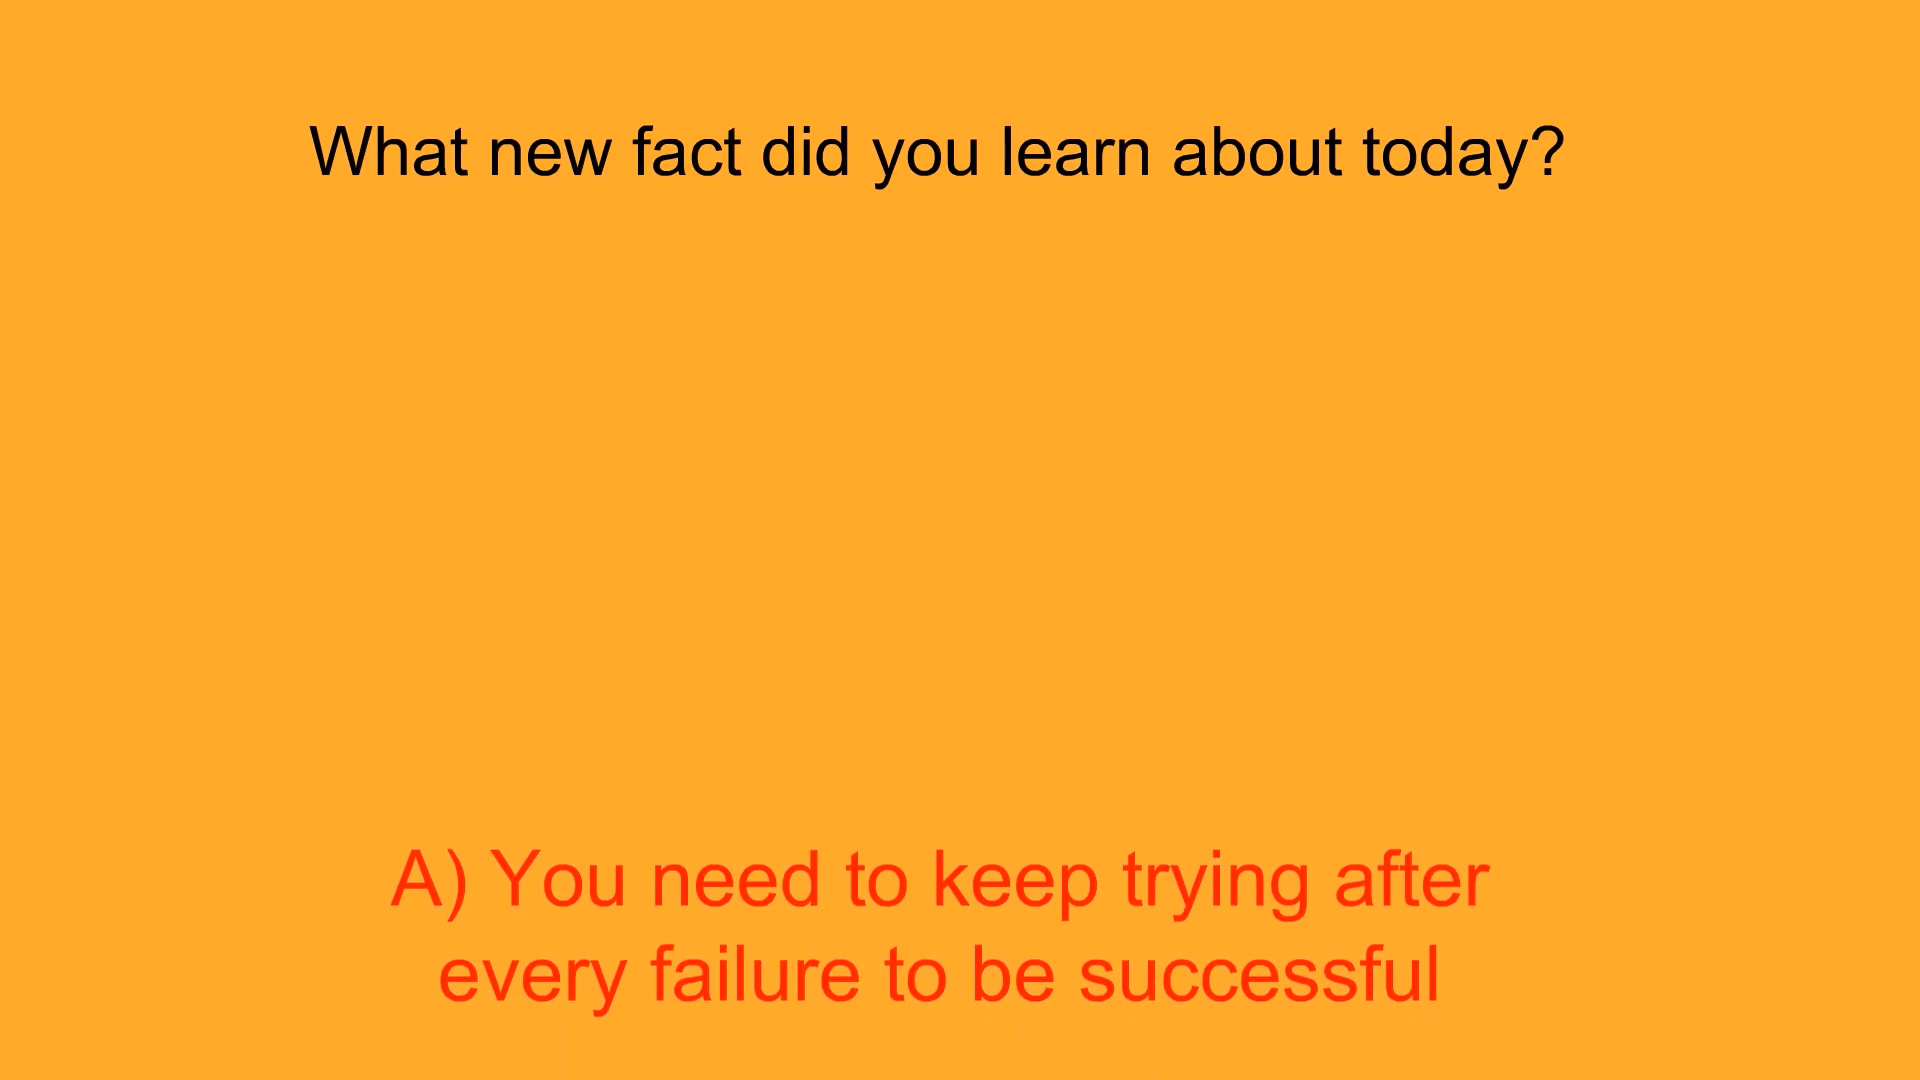 What new fact did you learn about today?
A) You need to keep trying after
every failure to be successful